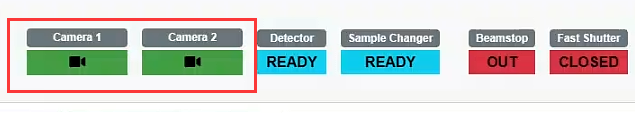 Camera 1 Camera 2 Detector Sample Changer Beamstop Fast Shutter
READY READY OUT CLOSED